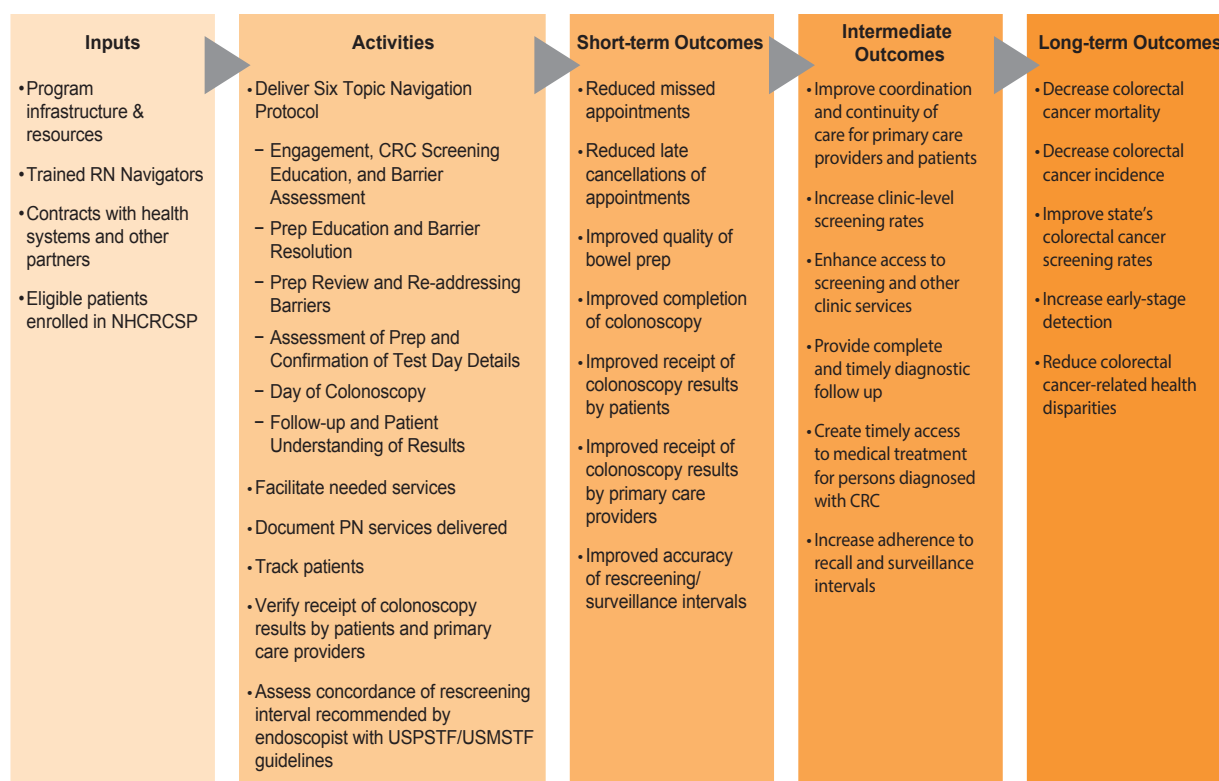 Inputs
•Program
infrastructure &
resources
•Trained RN Navigators
•Contracts with health
systems and other
partners
•Eligible patients
enrolled in NHCRCSP
Activities
•Deliver Six Topic Navigation
Protocol
– Engagement, CRC Screening
Education, and Barrier
Assessment
– Prep Education and Barrier
Resolution
– Prep Review and Re-addressing
Barriers
– Assessment of Prep and
Confirmation of Test Day Details
– Day of Colonoscopy
– Follow-up and Patient
Understanding of Results
•Facilitate needed services
•Document PN services delivered
•Track patients
•Verify receipt of colonoscopy
results by patients and primary
care providers
•Assess concordance of rescreening
interval recommended by
endoscopist with USPSTF/USMSTF
guidelines
Short-term Outcomes
•Reduced missed
appointments
•Reduced late
cancellations of
appointments
•Improved quality of
bowel prep
•Improved completion
of colonoscopy
•Improved receipt of
colonoscopy results
by patients
•Improved receipt of
colonoscopy results
by primary care
providers
•Improved accuracy
of rescreening/
surveillance intervals
Intermediate
Outcomes
•Improve coordination
and continuity of
care for primary care
providers and patients
•Increase clinic-level
screening rates
•Enhance access to
screening and other
clinic services
•Provide complete
and timely diagnostic
follow up
•Create timely access
to medical treatment
for persons diagnosed
with CRC
•Increase adherence to
recall and surveillance
intervals
Long-term Outcomes
•Decrease colorectal
cancer mortality
•Decrease colorectal
cancer incidence
•Improve state's
colorectal cancer
screening rates
•Increase early-stage
detection
•Reduce colorectal
cancer-related health
disparities